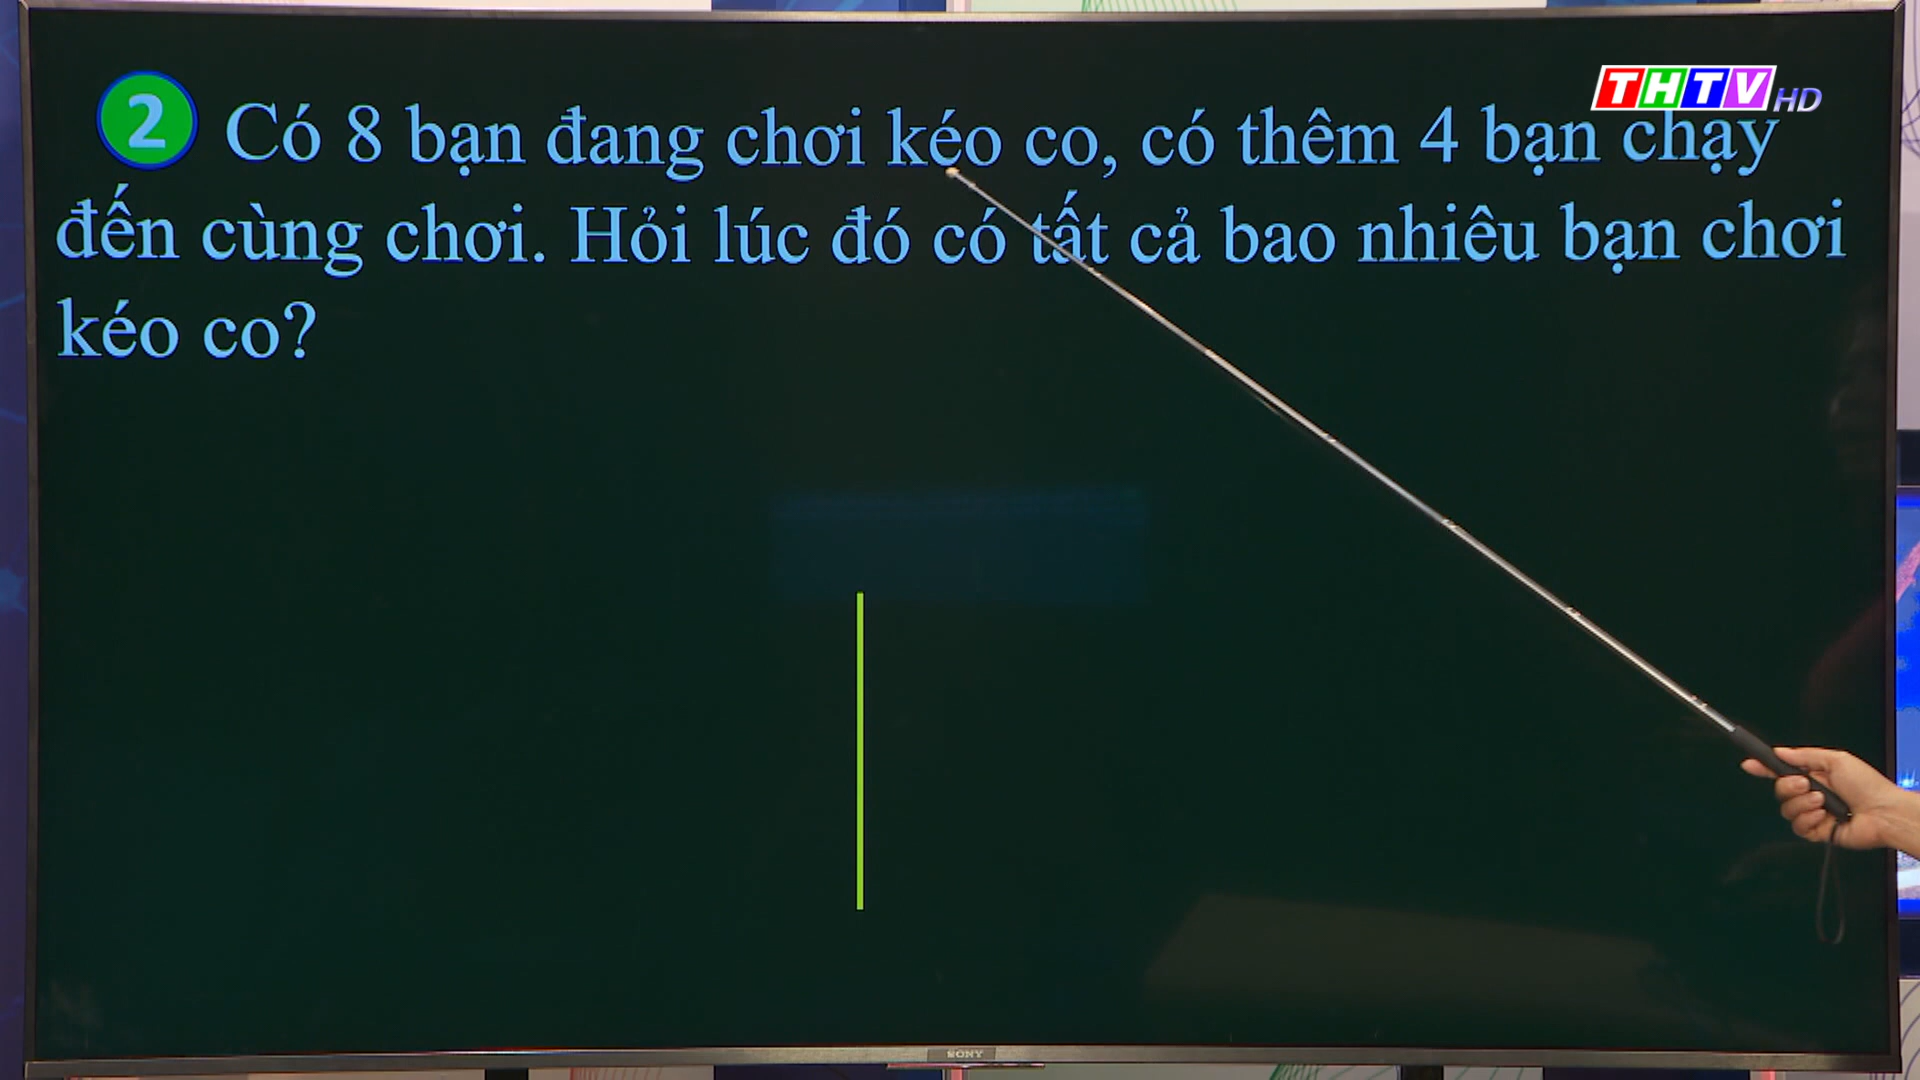 THTV HD
2 Có 8 bạn đang chơi kéo co, có thêm 4 bạn chạy
đến cùng chơi. Hỏi lúc đó có tất cả bao nhiêu bạn chơi
kéo co?
SONY